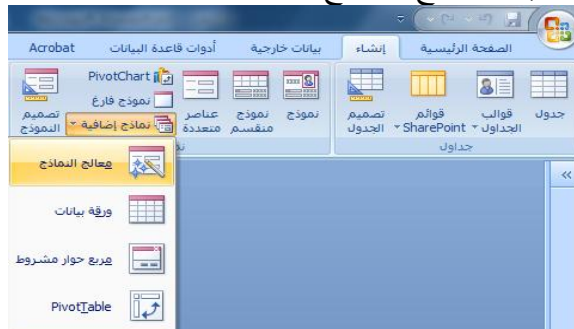 الصفحة الرئيسية إنشاء بيانات خارجية أدوات قاعدة البيانات Acrobat
جدول
قوالب الجداول
قوائم SharePoint
تصميم الجدول
جداول
نموذج
نموذج منقسم
عناصر متعددة
PivotChart
نموذج فارغ
نماذج إضافية
تصميم النموذج
معالج النماذج
ورقة بيانات
مربع حوار مشروط
PivotTable